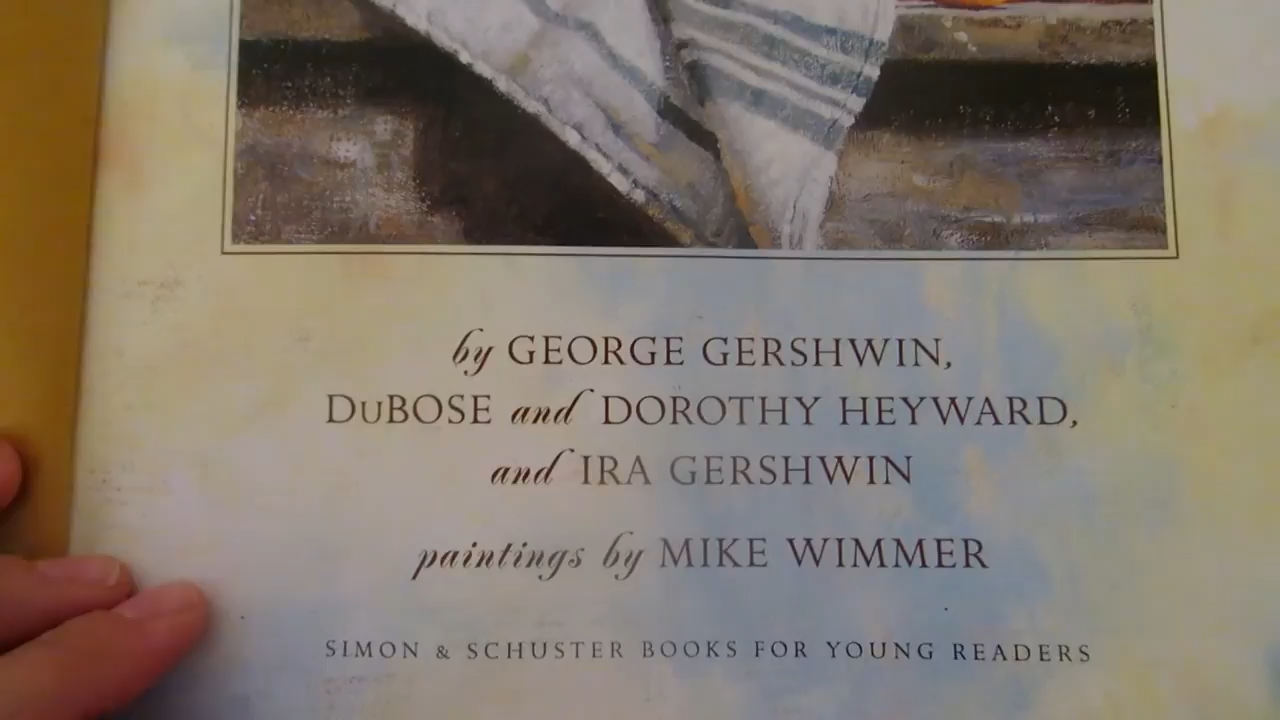 by GEORGE GERSHWIN,
DuBOSE and DOROTHY HEYWARD,
and IRA GERSHWIN
paintings by MIKE WIMMER
SIMON & SCHUSTER BOOKS FOR YOUNG READERS